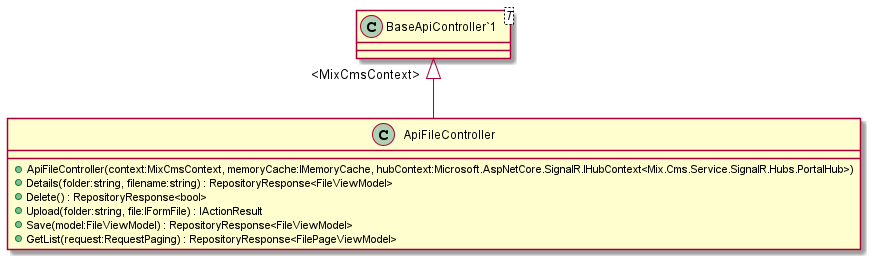 T
C BaseApiController`1
<MixCmsContext>
C ApiFileController
ApiFileController(context:MixCmsContext, memoryCache:IMemoryCache, hubContext:Microsoft.AspNetCore.SignalR.IHubContext<Mix.Cms.Service.SignalR.Hubs.PortalHub>)
Details(folder:string, filename:string) : RepositoryResponse<FileViewModel>
Delete() : RepositoryResponse<bool>
Upload(folder:string, file:IFormFile) : IActionResult
Save(model:FileViewModel) : RepositoryResponse<FileViewModel>
GetList(request:RequestPaging) : RepositoryResponse<FilePageViewModel>